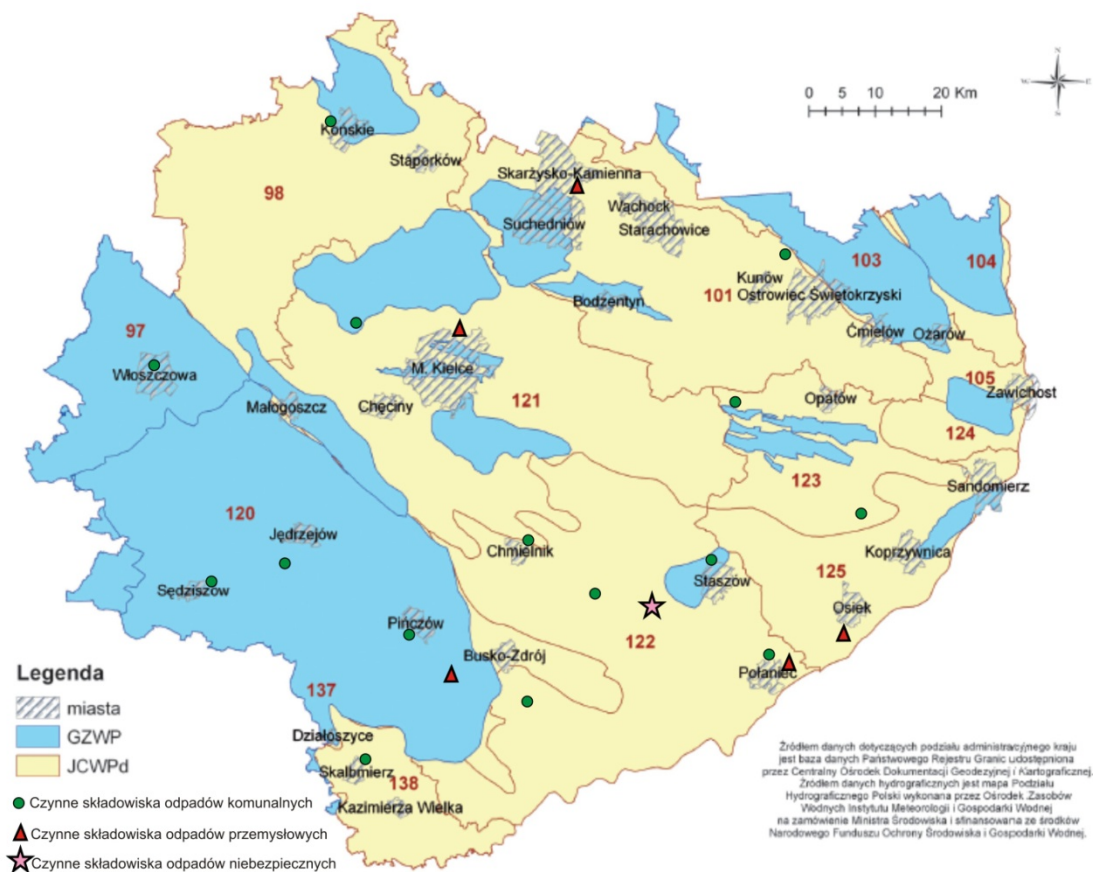 N
W
E
S
0 5 10 20 Km
Końskie
Stąporków
98
Skarżysko-Kamienna
Suchedniów
Wąchock
Starachowice
103
104
Kunów
101
Ostrowiec Świętokrzyski
Bodzentyn
Ćmielów
Ożarów
97
Włoszczowa
M. Kielce
Małogoszcz
Chęciny
121
Opatów
105
Zawichost
124
123
Sandomierz
120
Jędrzejów
Chmielnik
Koprzywnica
Sędziszów
Staszów
125
Osiek
Pińczów
122
Busko-Zdrój
Połaniec
137
Działoszyce
Skalbmierz
138
Kazimierza Wielka
Legenda
miasta
GZWP
JCWPd
Czynne składowiska odpadów komunalnych
Czynne składowiska odpadów przemysłowych
Czynne składowiska odpadów niebezpiecznych
Źródłem danych dotyczących podziału administracyjnego kraju
jest baza danych Państwowego Rejestru Granic udostępniona
przez Centralny Ośrodek Dokumentacji Geodezyjnej i Kartograficznej.
Źródłem danych hydrograficznych jest mapa Podziału
Hydrograficznego Polski wykonana przez Ośrodek Zasobów
Wodnych Instytutu Meteorologii i Gospodarki Wodnej
na zamówienie Ministra Środowiska i sfinansowana ze środków
Narodowego Funduszu Ochrony Środowiska i Gospodarki Wodnej.